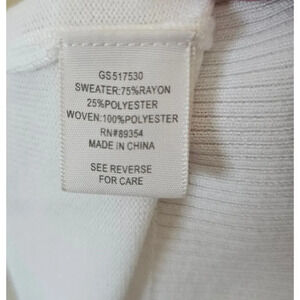 GS517530
SWEATER:75%RAYON
25%POLYESTER
WOVEN:100%POLYESTER
RN#89354
MADE IN CHINA
SEE REVERSE
FOR CARE